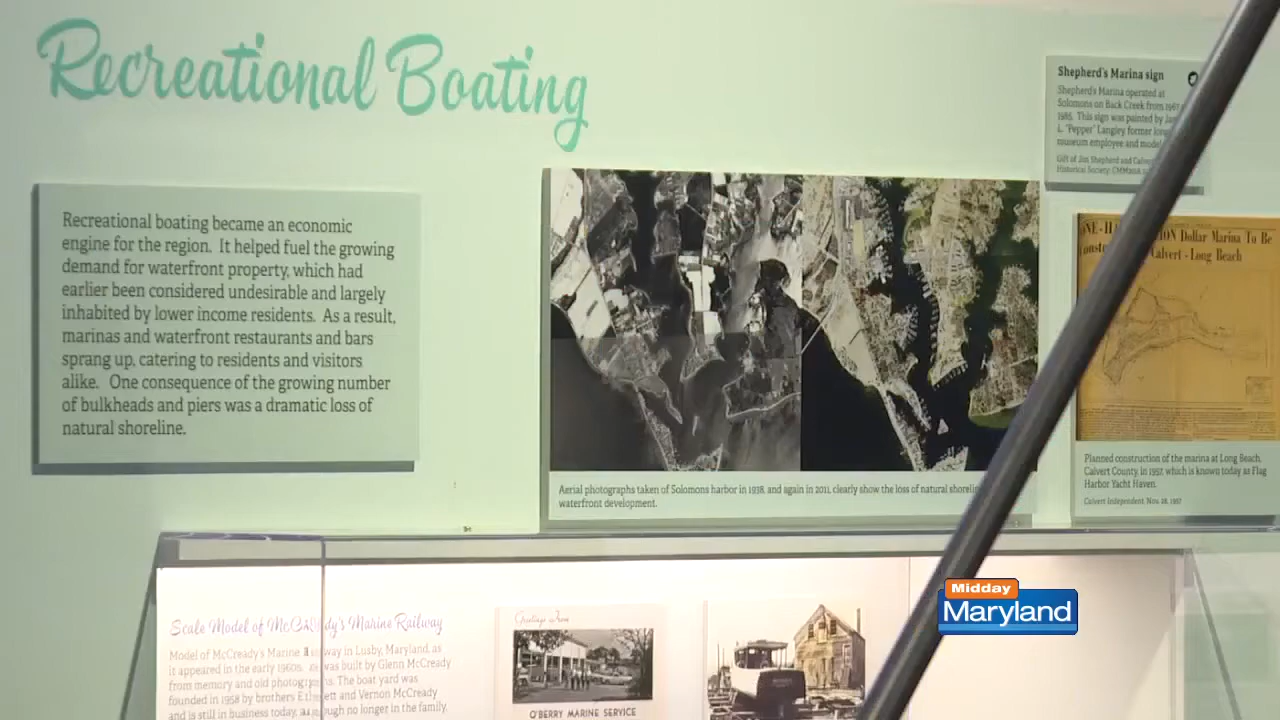 Recreational Boating
Recreational boating became an economic
engine for the region. It helped fuel the growing
demand for waterfront property, which had
earlier been considered undesirable and largely
inhabited by lower income residents. As a result,
marinas and waterfront restaurants and bars
sprang up, catering to residents and visitors
alike. One consequence of the growing number
of bulkheads and piers was a dramatic loss of
natural shoreline.
Aerial photographs taken of Solomons harbor in 1938, and again in 2011, clearly show the loss of natural
waterfront development.
Shepherd's Marina sign
Shepherd's Marina operated at
Solomons on Back Creek from
1986. This sign was painted by
L. "Pepper" Langley former
museum employee and
Gift of Jim Shepherd and
Historical Society;
Dollar Marina To Be
Calvert - Long Beach
Planned construction of the marina at Long Beach,
Calvert County, in 1957, which is known today as Flag
Harbor Yacht Haven.
Calvert Independent, Nov. 28, 1957
Scale Model of McCready's Marine Railway
Model of McCready's Marine Railway in Lusby, Maryland, as
it appeared in the early 1960s. was built by Glenn McCready
from memory and old photographs. The boat yard was
founded in 1958 by brothers and Vernon McCready
and is still in business today, although no longer in the family.
Greetings from
O'BERRY MARINE SERVICE
Midday
Maryland